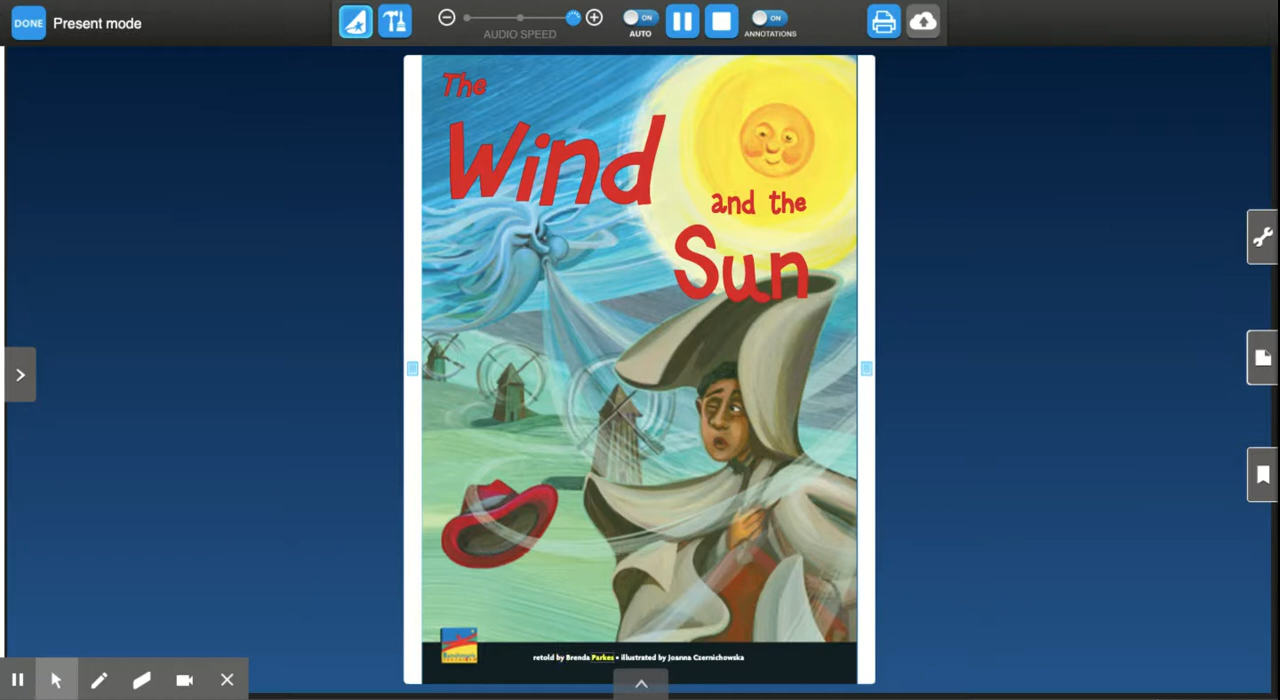 DONE Present mode
AUDIO SPEED
ON
AUTO
ON
ANNOTATIONS
The
Wind
and the
Sun
retold by Brenda Parkes • illustrated by Joanna Czernichowska